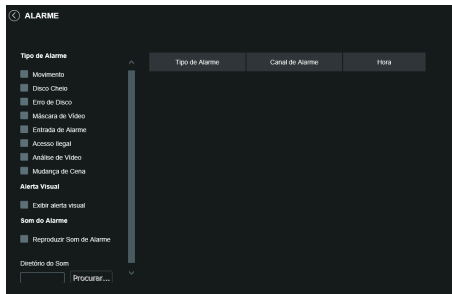 ALARME
Tipo de Alarme
Movimento
Disco Cheio
Erro de Disco
Máscara de Vídeo
Entrada de Alarme
Acesso Ilegal
Análise de Vídeo
Mudança de Cena
Alerta Visual
Exibir alerta visual
Som do Alarme
Reproduzir Som de Alarme
Diretório do Som
Procurar...
Tipo de Alarme Canal de Alarme Hora